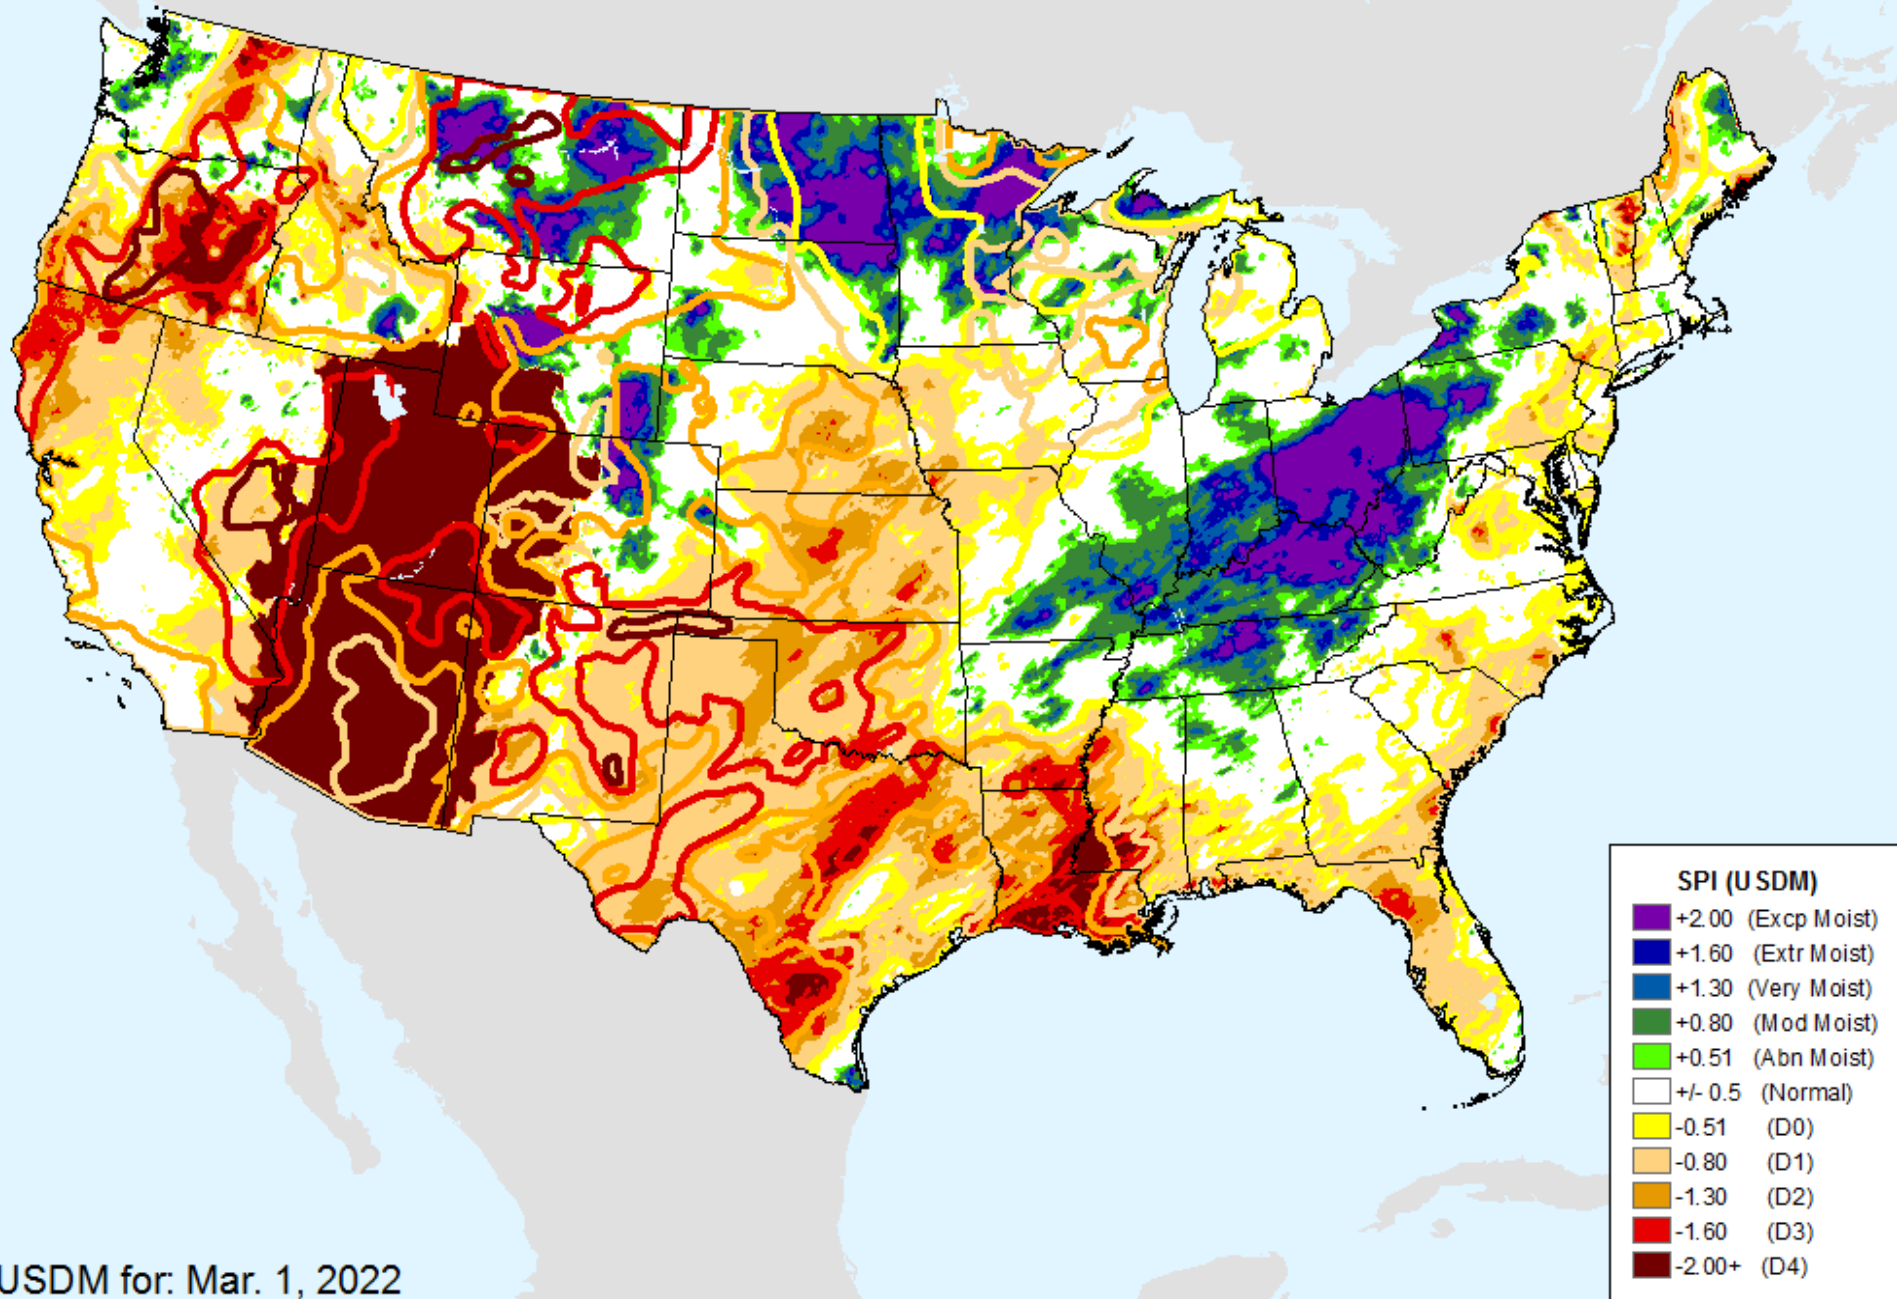 SPI (USDM)
+2.00 (Excp Moist)
+1.60 (Extr Moist)
+1.30 (Very Moist)
+0.80 (Mod Moist)
+0.51 (Abn Moist)
+/- 0.5 (Normal)
-0.51 (D0)
-0.80 (D1)
-1.30 (D2)
-1.60 (D3)
-2.00+ (D4)
USDM for: Mar. 1, 2022